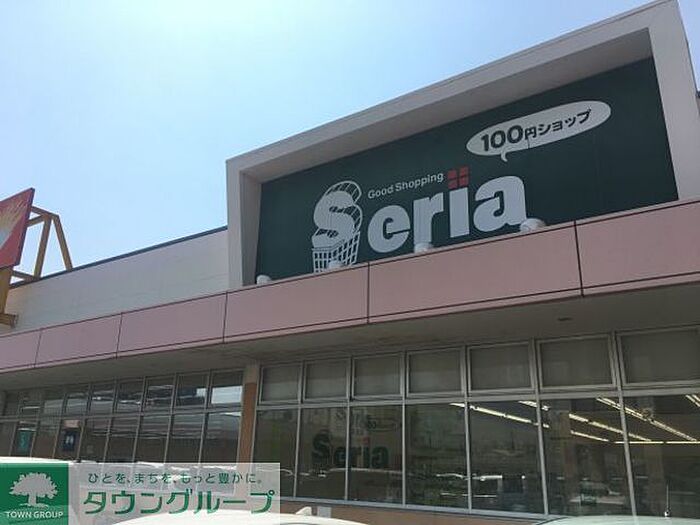 100円ショップ
Good Shopping
Seria
Seria
ひとを、まちを、もっと豊かに。
タウングループ
TOWN GROUP